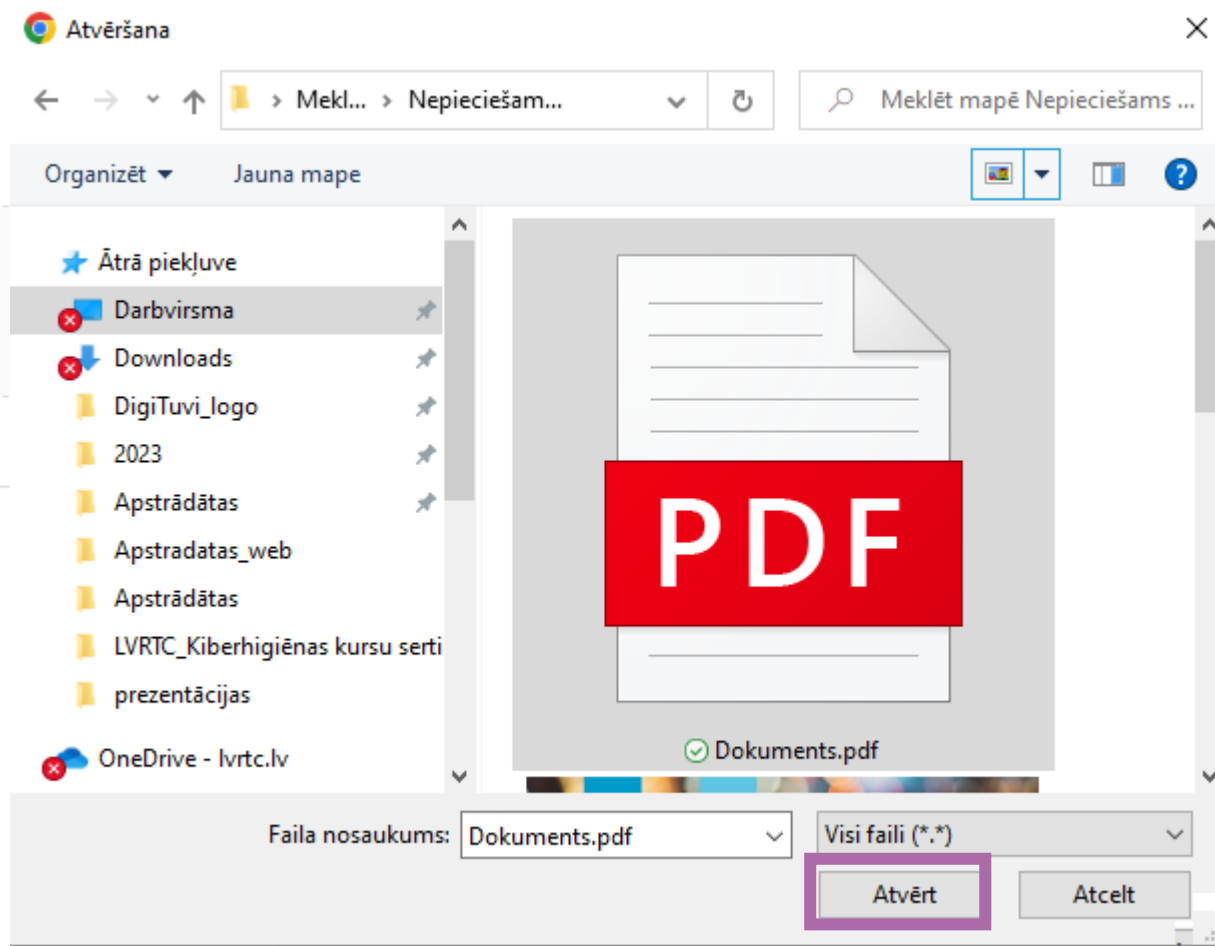 Atvēršana
Mekl... > Nepieciešam...
Meklēt mapē Nepieciešams ...
Organizēt
Jauna mape
?
Ātrā piekļuve
Darbvirsma
Downloads
DigiTuvi_logo
2023
Apstrādātas
Apstradatas_web
Apstrādātas
LVRTC_Kiberhigiēnas kursu serti
prezentācijas
OneDrive - lvrtc.lv
PDF
Dokuments.pdf
Faila nosaukums: Dokuments.pdf
Visi faili (*.*)
Atvērt
Atcelt